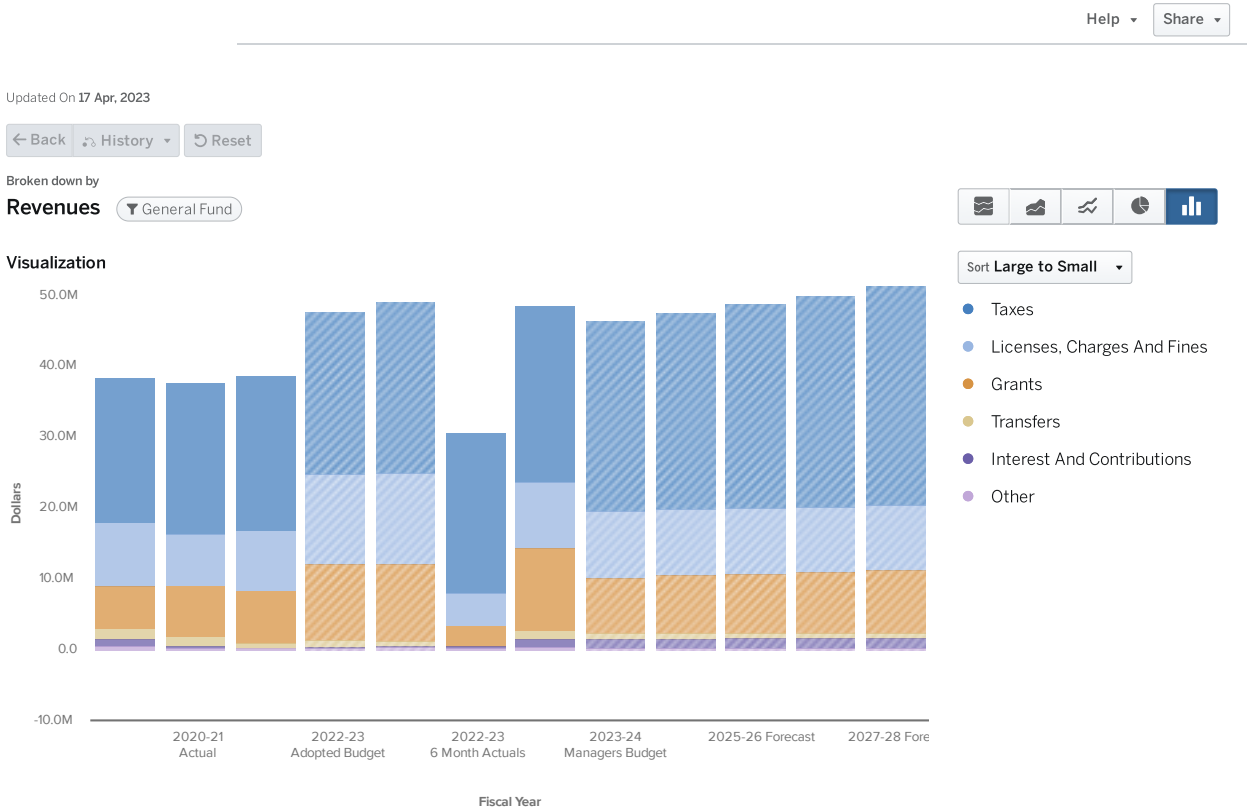 Help
Share
Updated On 17 Apr, 2023
Back
History
Reset
Broken down by
Revenues
General Fund
Visualization
Sort Large to Small
Taxes
Licenses, Charges And Fines
Grants
Transfers
Interest And Contributions
Other
50.0M
40.0M
30.0M
20.0M
10.0M
0.0
-10.0M
Dollars
2020-21
Actual
2022-23
Adopted Budget
2022-23
6 Month Actuals
2023-24
Managers Budget
2025-26 Forecast
2027-28 Fore
Fiscal Year